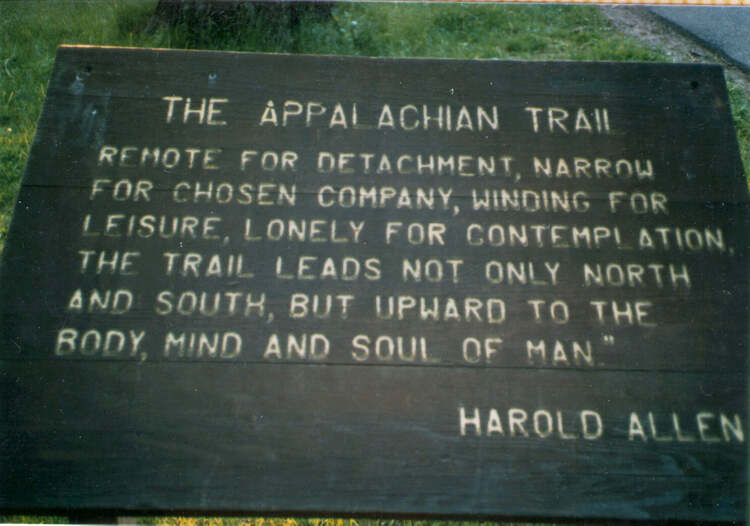 THE APPALACHIAN TRAIL
REMOTE FOR DETACHMENT, NARROW
FOR CHOSEN COMPANY, WINDING FOR
LEISURE, LONELY FOR CONTEMPLATION,
THE TRAIL LEADS NOT ONLY NORTH
AND SOUTH, BUT UPWARD TO THE
BODY, MIND AND SOUL OF MAN."
HAROLD ALLEN